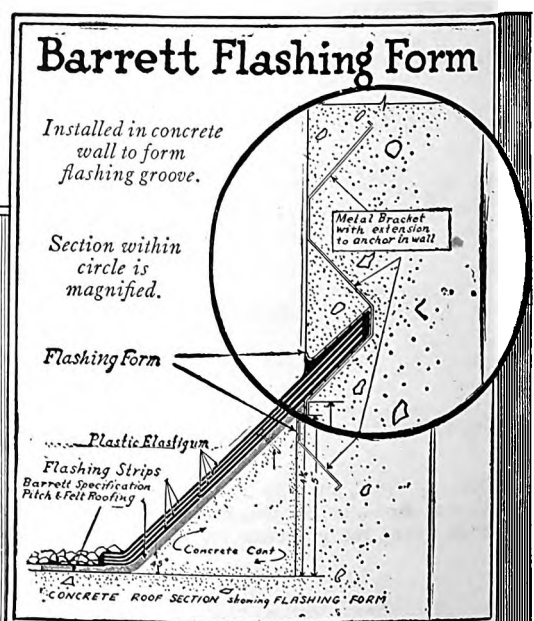 Barrett Flashing Form
Installed in concrete
wall to form
flashing groove.
Metal Bracket
with extension
to anchor in wall
Section within
circle is
magnified.
Flashing Form
Plastic Elastigum
Flashing Strips
Barrett Specification
Pitch & Felt Roofing
Concrete Cant
CONCRETE ROOF SECTION showing FLASHING FORM